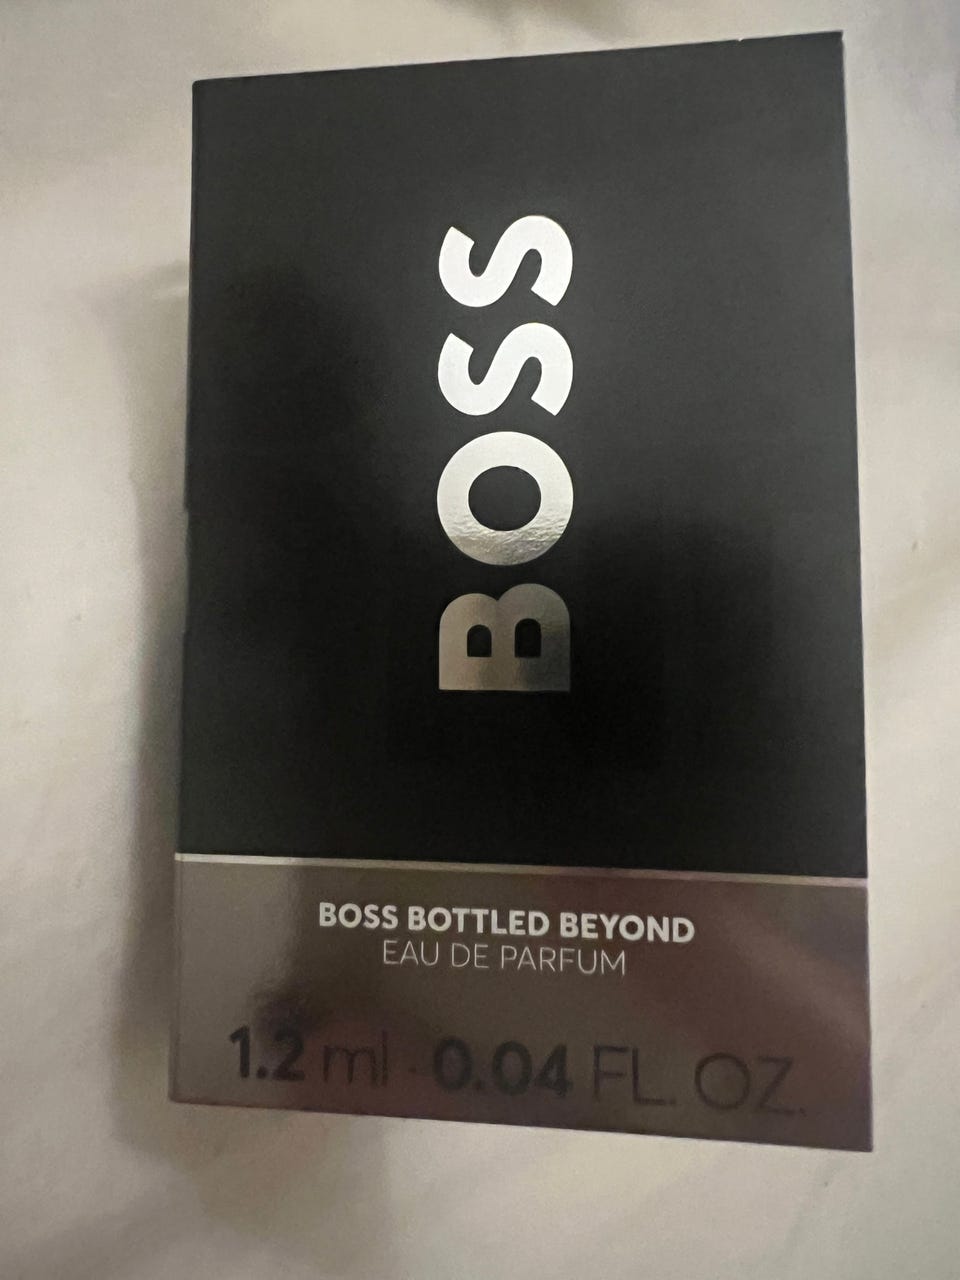 BOSS
BOSS BOTTLED BEYOND
EAU DE PARFUM
1.2 ml · 0.04 FL. OZ.